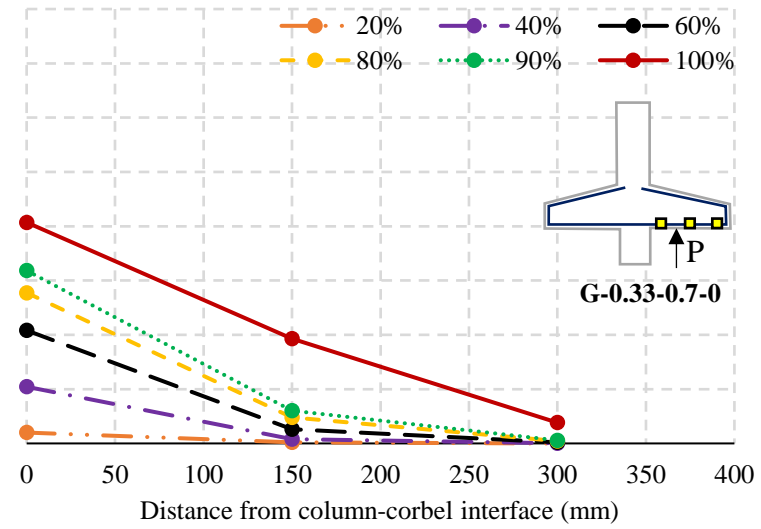 20% 40% 60%
80% 90% 100%
P
G-0.33-0.7-0
0 50 100 150 200 250 300 350 400
Distance from column-corbel interface (mm)